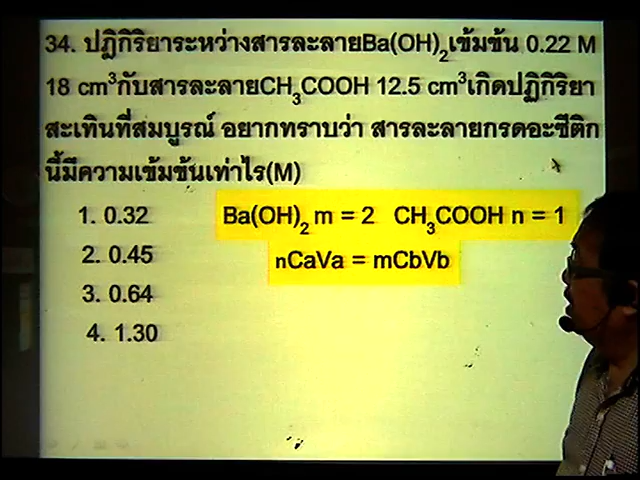 34. ปฏิกิริยาระหว่างสารละลายBa(OH)₂เข้มข้น 0.22 M
18 cm³กับสารละลายCH₃COOH 12.5 cm³เกิดปฏิกิริยา
สะเทินที่สมบูรณ์ อยากทราบว่า สารละลายกรดอะซีติก
นี้มีความเข้มข้นเท่าไร(M)
1. 0.32
Ba(OH)₂ m = 2 CH₃COOH n = 1
2. 0.45
nCaVa = mCbVb
3. 0.64
4. 1.30